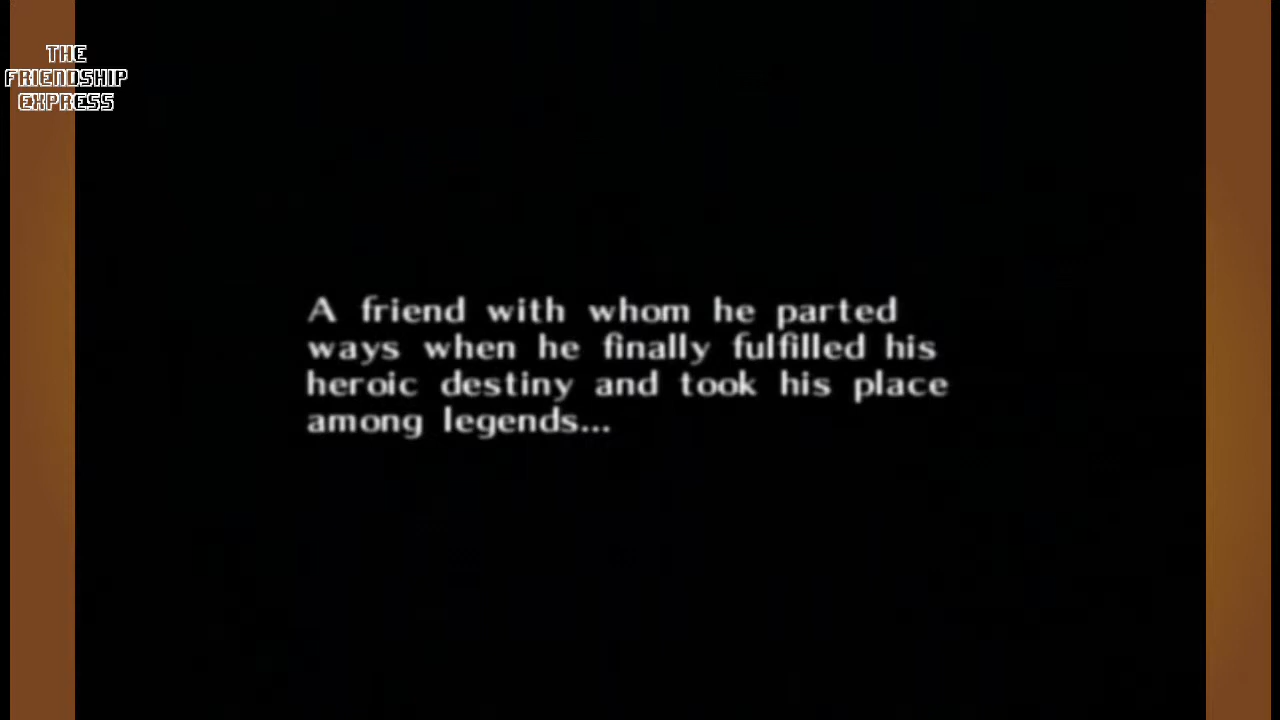 THE
FRIENDSHIP
EXPRESS
A friend with whom he parted
ways when he finally fulfilled his
heroic destiny and took his place
among legends...